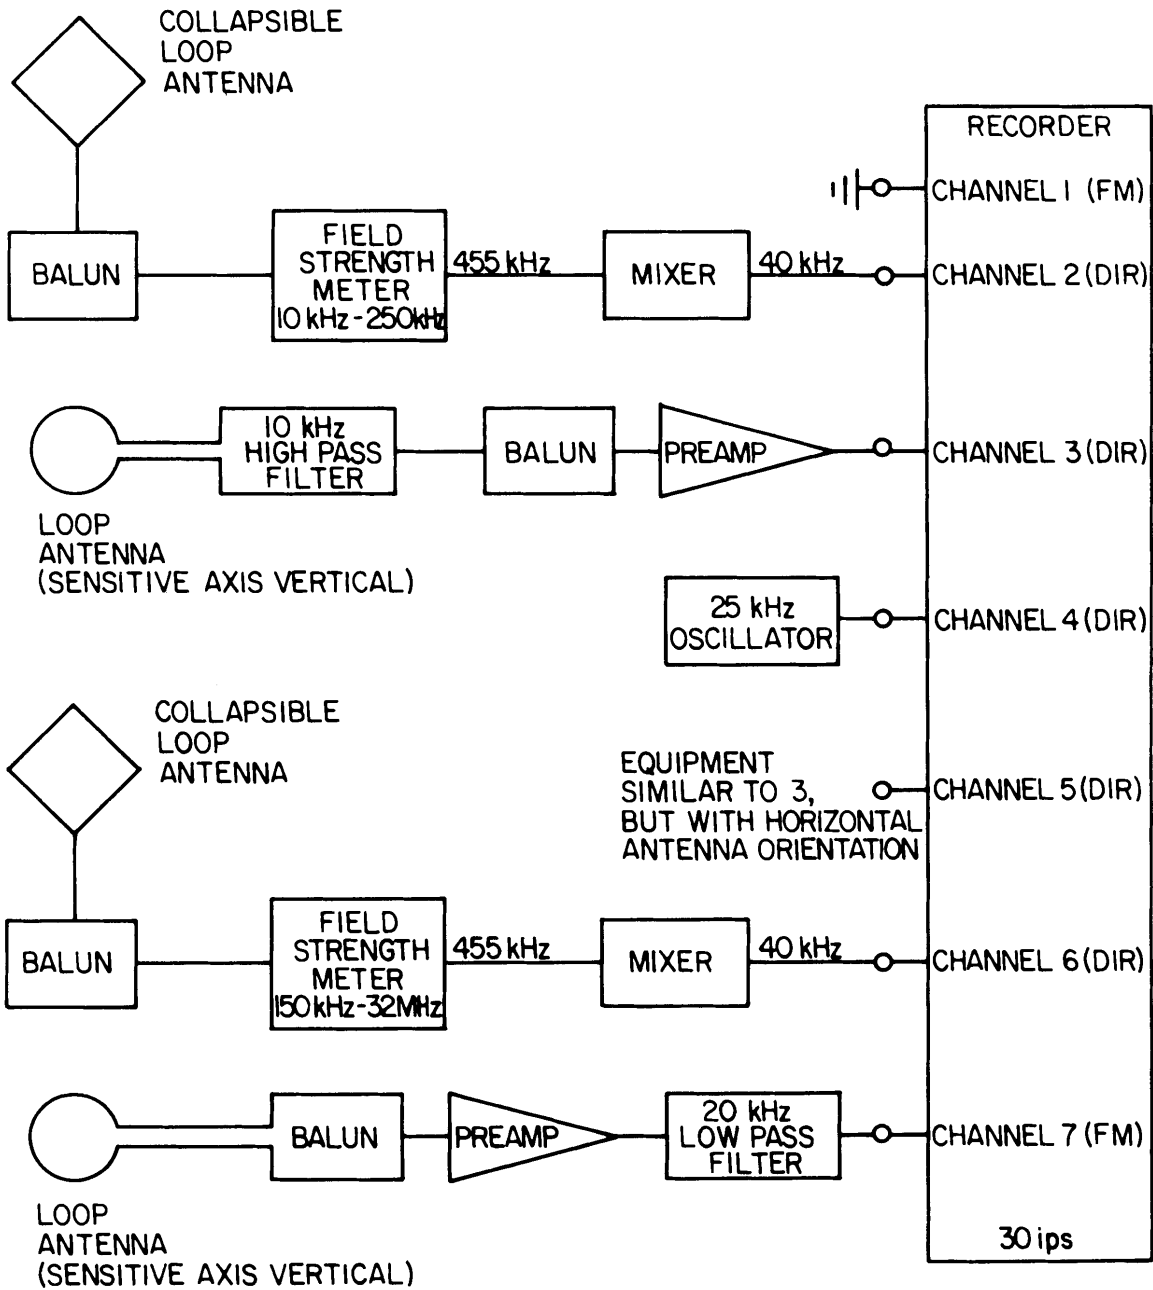 COLLAPSIBLE
LOOP
ANTENNA
RECORDER
CHANNEL 1 (FM)
BALUN
FIELD
STRENGTH
METER
10 kHz-250kHz
455 kHz
MIXER
40 kHz
CHANNEL 2 (DIR)
10 kHz
HIGH PASS
FILTER
BALUN
PREAMP
CHANNEL 3 (DIR)
LOOP
ANTENNA
(SENSITIVE AXIS VERTICAL)
25 kHz
OSCILLATOR
CHANNEL 4 (DIR)
COLLAPSIBLE
LOOP
ANTENNA
EQUIPMENT
SIMILAR TO 3,
BUT WITH HORIZONTAL
ANTENNA ORIENTATION
CHANNEL 5 (DIR)
BALUN
FIELD
STRENGTH
METER
150 kHz-32MHz
455 kHz
MIXER
40 kHz
CHANNEL 6 (DIR)
BALUN
PREAMP
20 kHz
LOW PASS
FILTER
CHANNEL 7 (FM)
LOOP
ANTENNA
(SENSITIVE AXIS VERTICAL)
30 ips